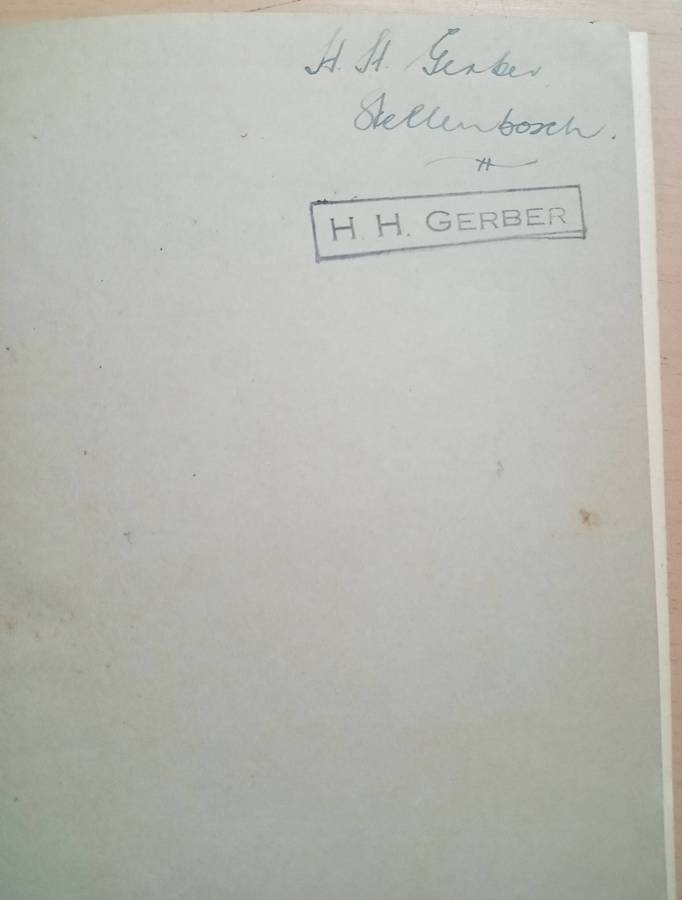 H. H. Gerber.
Stellenbosch.
H. H. GERBER